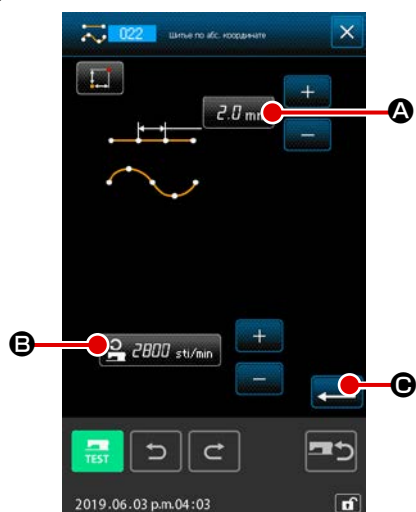 022 Шитье по абс. координате
A
2.0 mm
B
2800 sti/min
C
TEST
2019.06.03 p.m.04:03